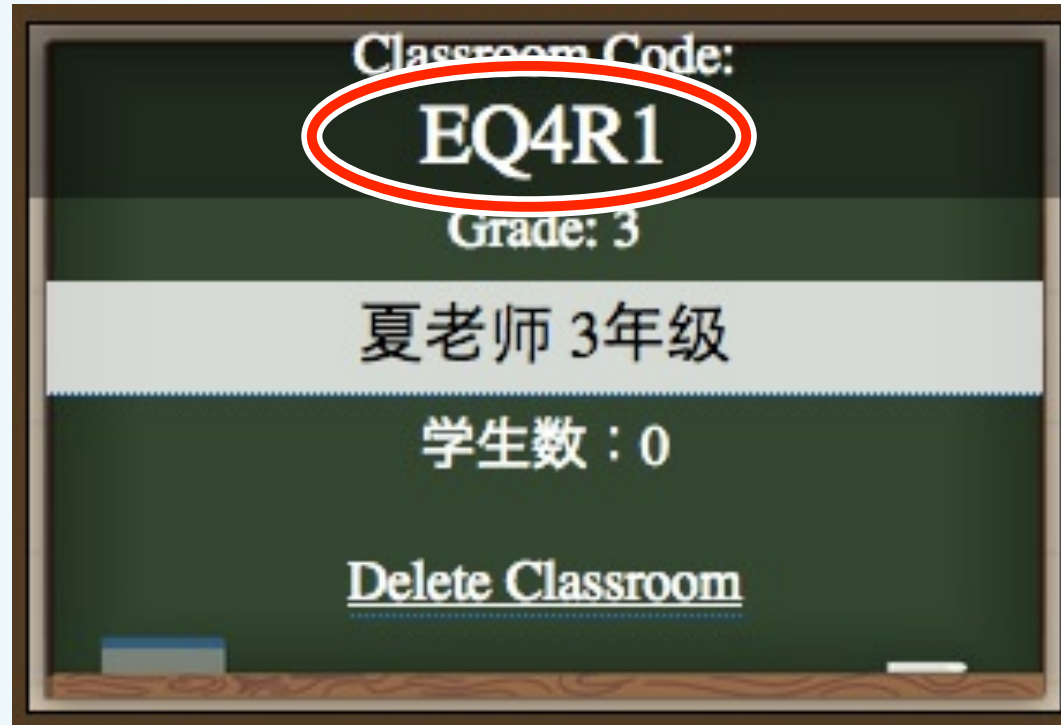 Classroom Code:
EQ4R1
Grade: 3
夏老师 3年级
学生数：0
Delete Classroom